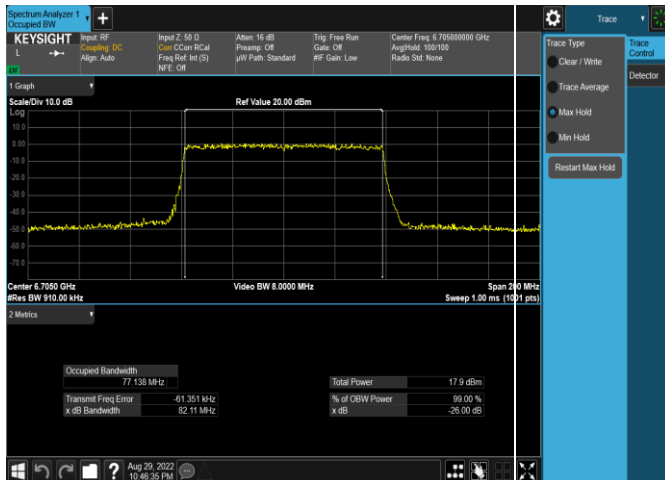 Spectrum Analyzer 1
Occupied BW
KEYSIGHT
L
Input: RF
Coupling: DC
Align: Auto
Input Z: 50 Ω
Corr CCorr RCal
Freq Ref: Int (S)
NFE: Off
Atten: 16 dB
Preamp: Off
µW Path: Standard
Trig: Free Run
Gate: Off
#IF Gain: Low
Center Freq: 6.705000000 GHz
Avg|Hold: 100/100
Radio Std: None
1 Graph
Scale/Div 10.0 dB
Ref Value 20.00 dBm
Log
10.0
0.00
-10.0
-20.0
-30.0
-40.0
-50.0
-60.0
-70.0
Center 6.7050 GHz
Video BW 8.0000 MHz
Span 200 MHz
#Res BW 910.00 kHz
Sweep 1.00 ms (1001 pts)
2 Metrics
Occupied Bandwidth
77.138 MHz
Transmit Freq Error -61.351 kHz
x dB Bandwidth 82.11 MHz
Total Power 17.9 dBm
% of OBW Power 99.00 %
x dB -26.00 dB
?
Aug 29, 2022
10:46:35 PM
Trace
Trace Type
Clear / Write
Trace Average
Max Hold
Min Hold
Restart Max Hold
Trace
Control
Detector